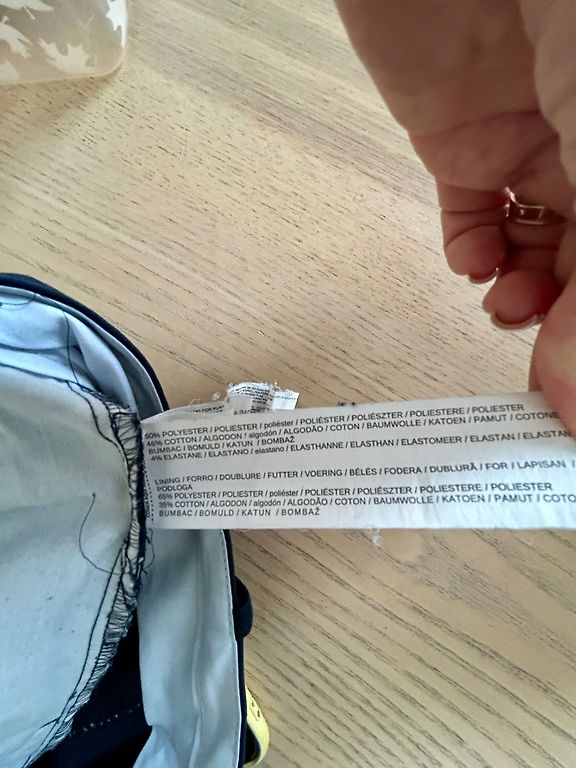 50% POLYESTER / POLIESTER / poliéster / POLIÉSTER / POLIÉSZTER / POLIESTERE / POLIESTER
46% COTTON / ALGODON / algodón / ALGODÃO / COTON / BAUMWOLLE / KATOEN / PAMUT / COTONE
BUMBAC / BOMULD / KATUN / BOMBAŽ
4% ELASTANE / ELASTANO / elastano / ELASTHANNE / ELASTHAN / ELASTOMEER / ELASTAN / ELASTAN
LINING / FORRO / DOUBLURE / FUTTER / VOERING / BÉLÉS / FODERA / DUBLURĂ / FOR / LAPISAN /
PODLOGA
65% POLYESTER / POLIESTER / poliéster / POLIÉSTER / POLIÉSZTER / POLIESTERE / POLIESTER
35% COTTON / ALGODON / algodón / ALGODÃO / COTON / BAUMWOLLE / KATOEN / PAMUT / COTO
BUMBAC / BOMULD / KATUN / BOMBAŽ